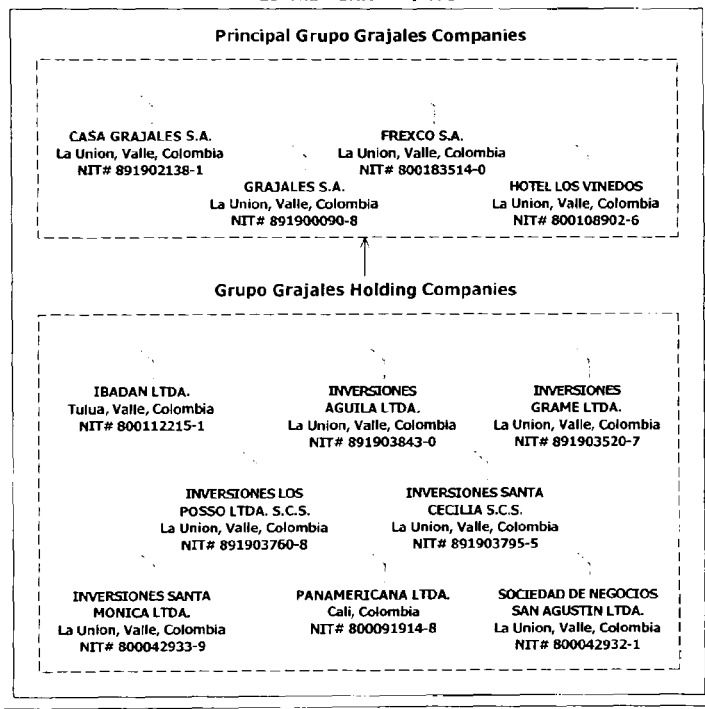 Principal Grupo Grajales Companies
CASA GRAJALES S.A.
La Union, Valle, Colombia
NIT# 891902138-1
FREXCO S.A.
La Union, Valle, Colombia
NIT# 800183514-0
GRAJALES S.A.
La Union, Valle, Colombia
NIT# 891900090-8
HOTEL LOS VINEDOS
La Union, Valle, Colombia
NIT# 800108902-6
Grupo Grajales Holding Companies
IBADAN LTDA.
Tulua, Valle, Colombia
NIT# 800112215-1
INVERSIONES
AGUILA LTDA.
La Union, Valle, Colombia
NIT# 891903843-0
INVERSIONES
GRAME LTDA.
La Union, Valle, Colombia
NIT# 891903520-7
INVERSIONES LOS
POSSO LTDA. S.C.S.
La Union, Valle, Colombia
NIT# 891903760-8
INVERSIONES SANTA
CECILIA S.C.S.
La Union, Valle, Colombia
NIT# 891903795-5
INVERSIONES SANTA
MONICA LTDA.
La Union, Valle, Colombia
NIT# 800042933-9
PANAMERICANA LTDA.
Cali, Colombia
NIT# 800091914-8
SOCIEDAD DE NEGOCIOS
SAN AGUSTIN LTDA.
La Union, Valle, Colombia
NIT# 800042932-1